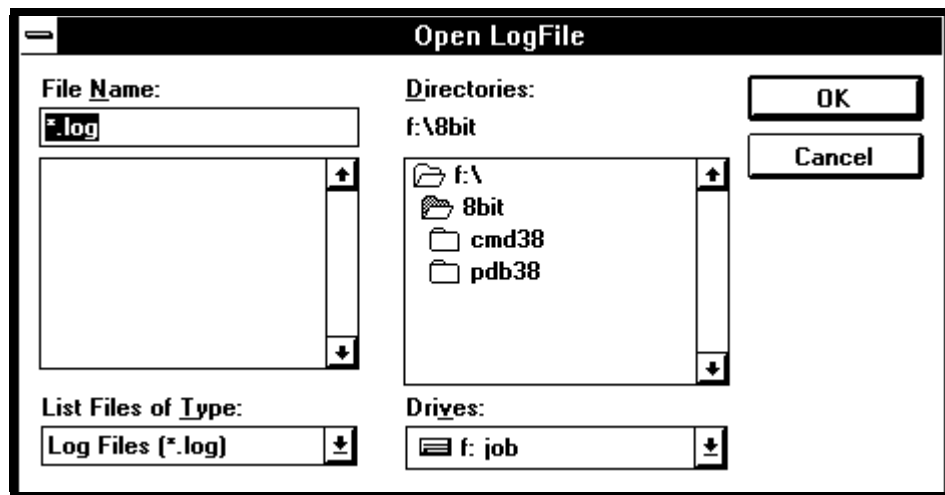 Open LogFile
File Name:
*.log
List Files of Type:
Log Files (*.log)
Directories:
f:\8bit
f:\
8bit
cmd38
pdb38
Drives:
f: job
OK
Cancel